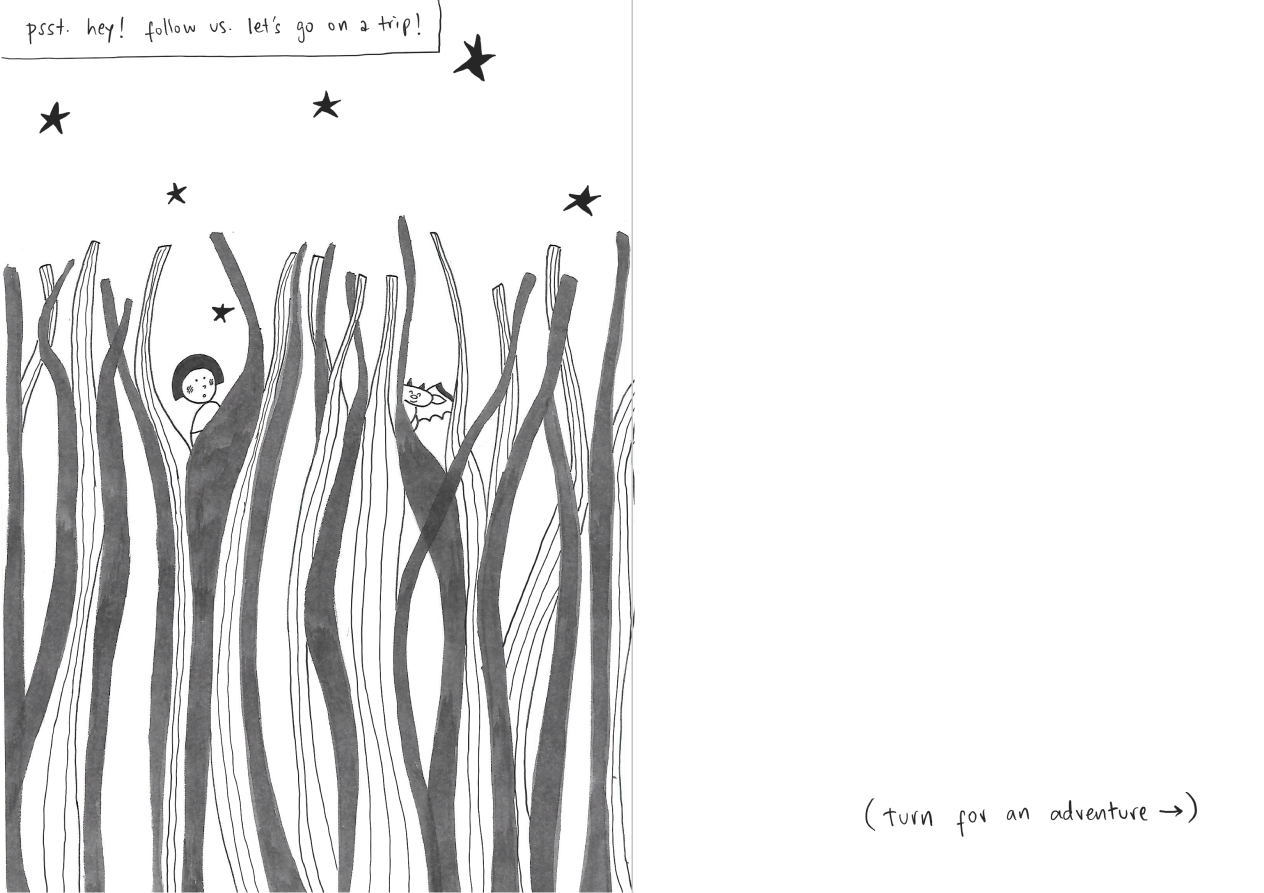 psst. hey! follow us. let's go on a trip!
(turn for an adventure →)